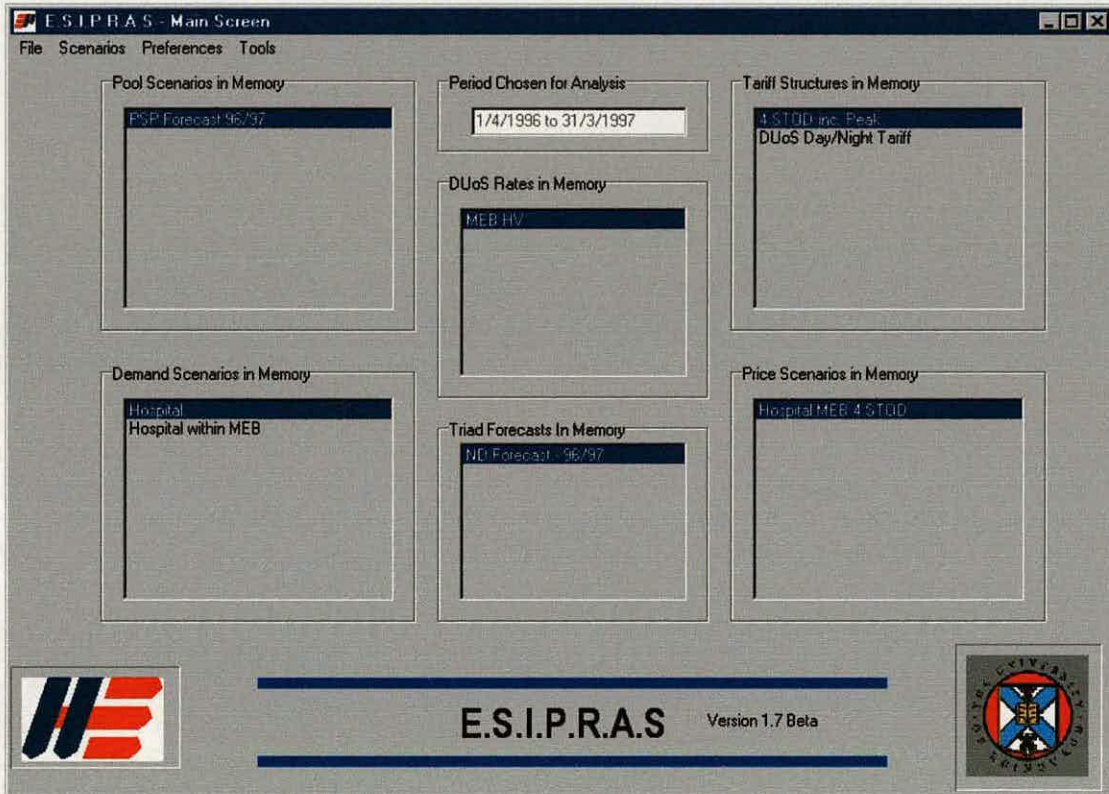 E.S.I.P.R.A.S - Main Screen
File Scenarios Preferences Tools
Pool Scenarios in Memory
PSP Forecast 96/97
Period Chosen for Analysis
1/4/1996 to 31/3/1997
Tariff Structures in Memory
4 STOD inc. Peak
DUoS Day/Night Tariff
DUoS Rates in Memory
MEB HV
Demand Scenarios in Memory
Hospital
Hospital within MEB
Triad Forecasts In Memory
ND Forecast - 96/97
Price Scenarios in Memory
Hospital MEB 4 STOD
E.S.I.P.R.A.S Version 1.7 Beta